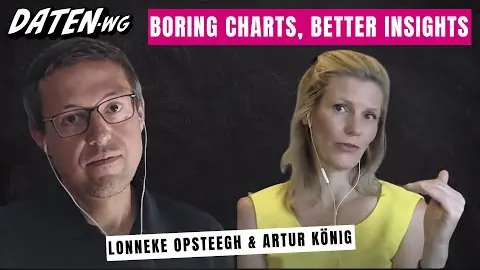 DATEN-WG
BORING CHARTS, BETTER INSIGHTS
LONNEKE OPSTEEGH & ARTUR KÖNIG